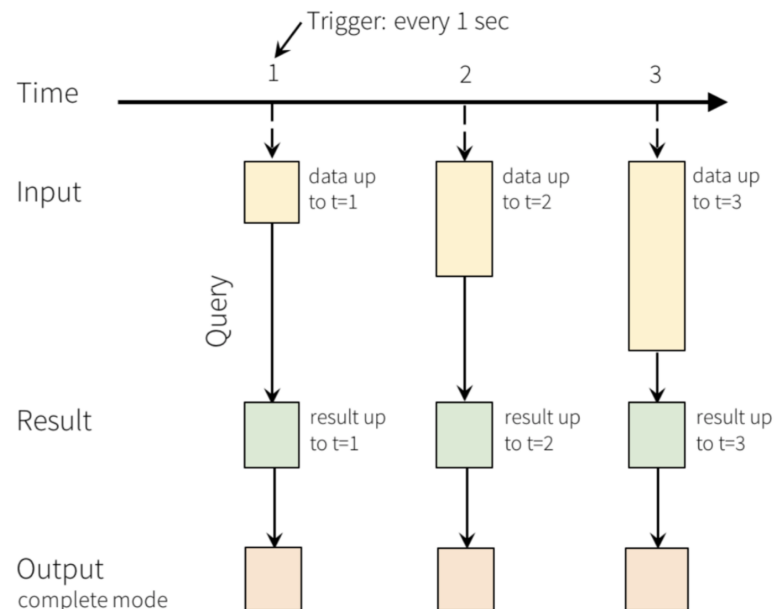 Trigger: every 1 sec
1
2
3
Time
Input
data up
to t=1
data up
to t=2
data up
to t=3
Query
Result
result up
to t=1
result up
to t=2
result up
to t=3
Output
complete mode